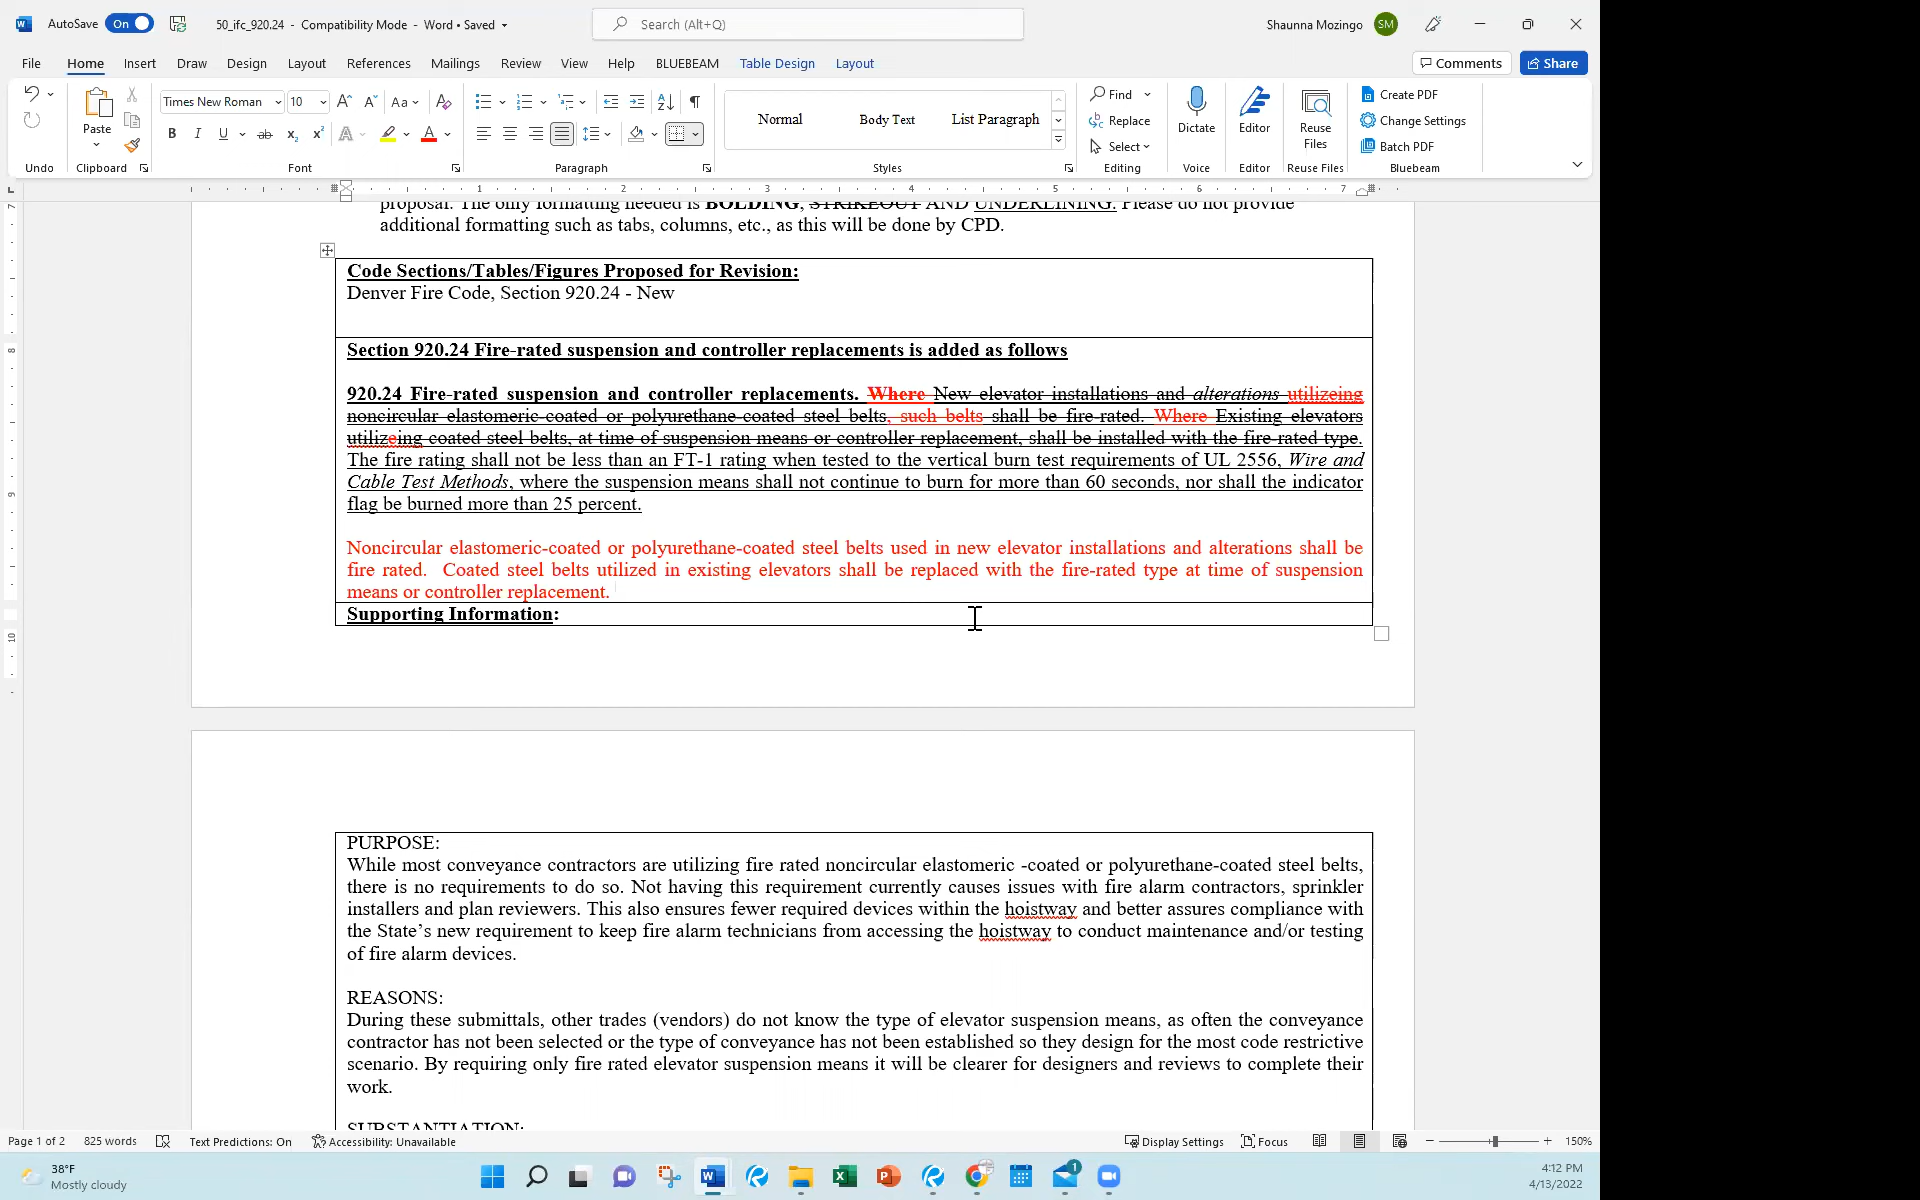 AutoSave On 50_ifc_920.24 - Compatibility Mode - Word • Saved Search (Alt+Q) Shaunna Mozingo SM
File Home Insert Draw Design Layout References Mailings Review View Help BLUEBEAM Table Design Layout Comments Share
Times New Roman 10 Aa Find Create PDF
Paste Normal Body Text List Paragraph Replace Dictate Editor Reuse Files Change Settings
B I U ab x₂ x² A A Select Batch PDF
Undo Clipboard Font Paragraph Styles Editing Voice Editor Reuse Files Bluebeam
1 2 3 4 5 6 7
proposal. The only formatting needed is BOLDING, STRIKEOUT AND UNDERLINING. Please do not provide
additional formatting such as tabs, columns, etc., as this will be done by CPD.
Code Sections/Tables/Figures Proposed for Revision:
Denver Fire Code, Section 920.24 - New
Section 920.24 Fire-rated suspension and controller replacements is added as follows
920.24 Fire-rated suspension and controller replacements. Where New elevator installations and alterations utilizeing
noncircular elastomeric-coated or polyurethane-coated steel belts, such belts shall be fire-rated. Where Existing elevators
utilizeing coated steel belts, at time of suspension means or controller replacement, shall be installed with the fire-rated type.
The fire rating shall not be less than an FT-1 rating when tested to the vertical burn test requirements of UL 2556, Wire and
Cable Test Methods, where the suspension means shall not continue to burn for more than 60 seconds, nor shall the indicator
flag be burned more than 25 percent.
Noncircular elastomeric-coated or polyurethane-coated steel belts used in new elevator installations and alterations shall be
fire rated. Coated steel belts utilized in existing elevators shall be replaced with the fire-rated type at time of suspension
means or controller replacement.
Supporting Information:
PURPOSE:
While most conveyance contractors are utilizing fire rated noncircular elastomeric -coated or polyurethane-coated steel belts,
there is no requirements to do so. Not having this requirement currently causes issues with fire alarm contractors, sprinkler
installers and plan reviewers. This also ensures fewer required devices within the hoistway and better assures compliance with
the State's new requirement to keep fire alarm technicians from accessing the hoistway to conduct maintenance and/or testing
of fire alarm devices.
REASONS:
During these submittals, other trades (vendors) do not know the type of elevator suspension means, as often the conveyance
contractor has not been selected or the type of conveyance has not been established so they design for the most code restrictive
scenario. By requiring only fire rated elevator suspension means it will be clearer for designers and reviews to complete their
work.
SUBSTANTIATION:
Page 1 of 2 825 words Text Predictions: On Accessibility: Unavailable Display Settings Focus 150%
38°F
Mostly cloudy
1
4:12 PM
4/13/2022